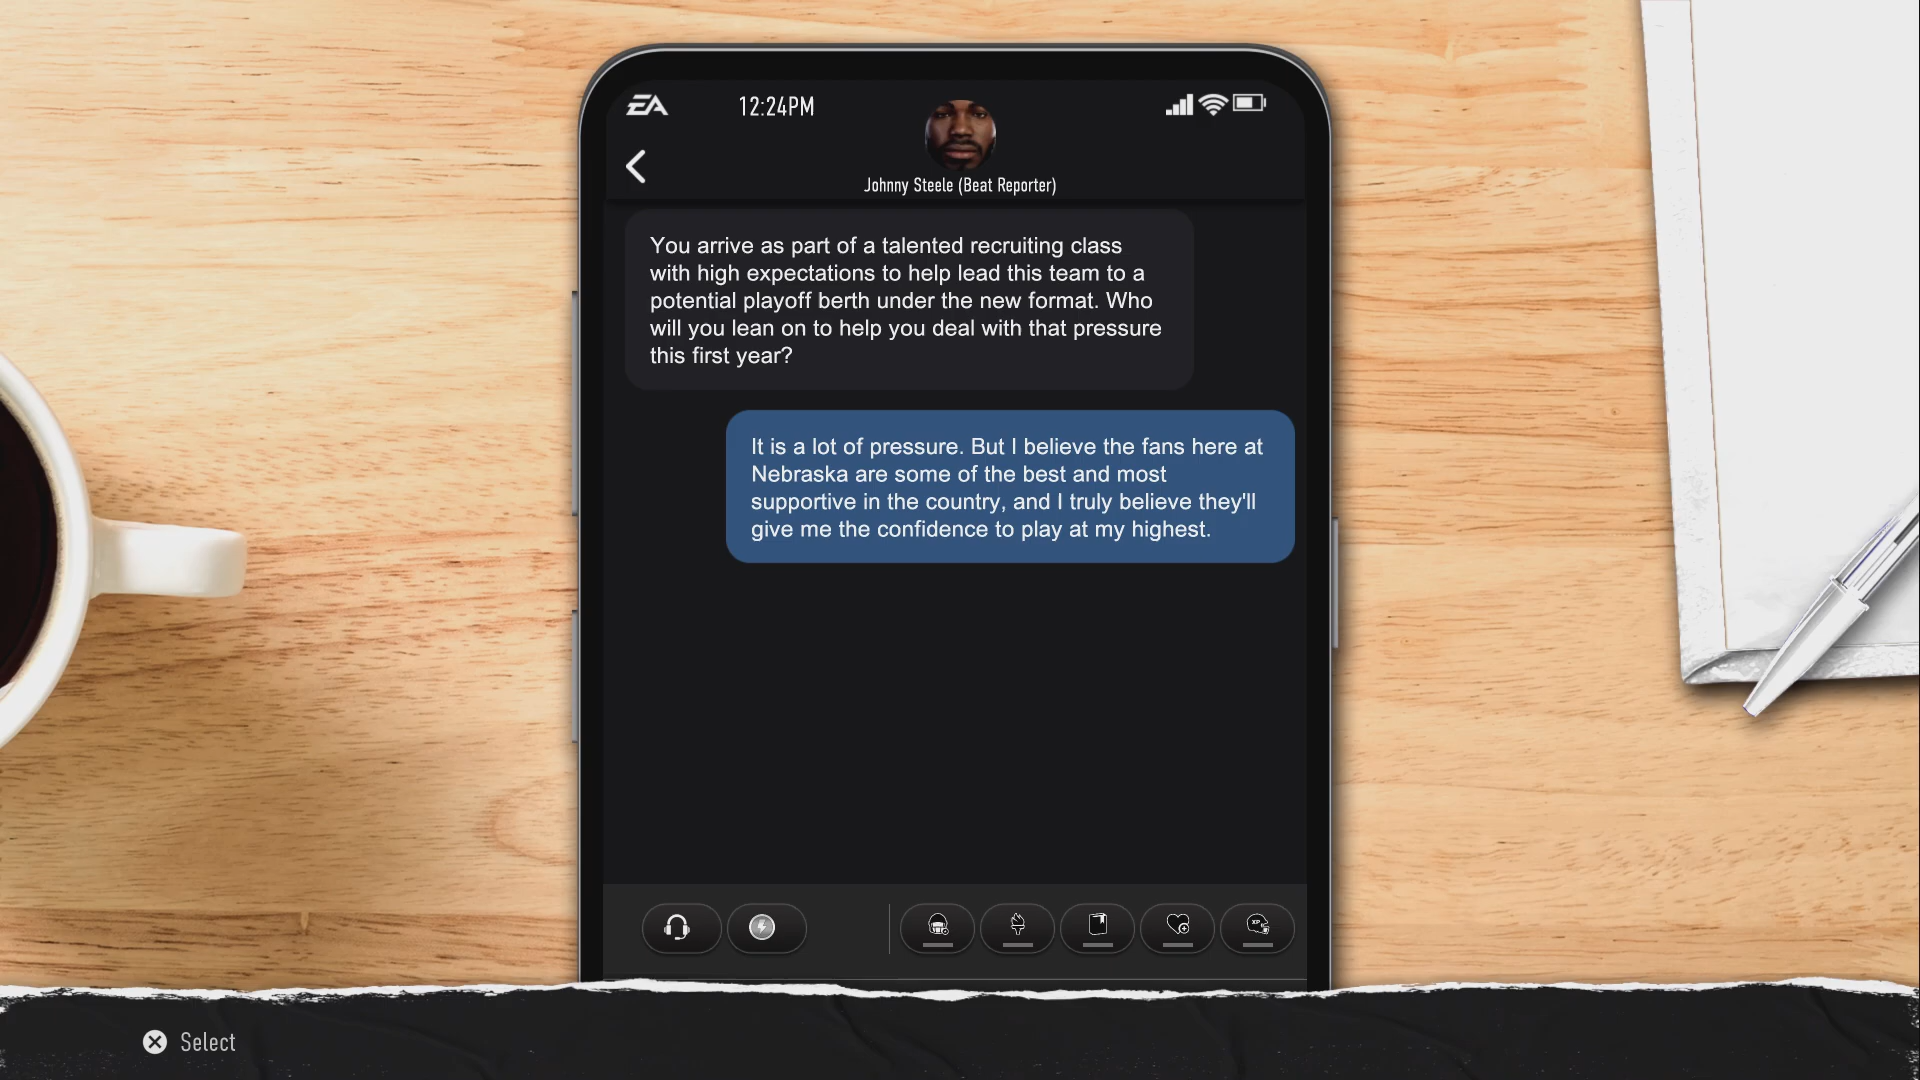 EA
12:24PM
Johnny Steele (Beat Reporter)
You arrive as part of a talented recruiting class
with high expectations to help lead this team to a
potential playoff berth under the new format. Who
will you lean on to help you deal with that pressure
this first year?
It is a lot of pressure. But I believe the fans here at
Nebraska are some of the best and most
supportive in the country, and I truly believe they'll
give me the confidence to play at my highest.
XP
Select